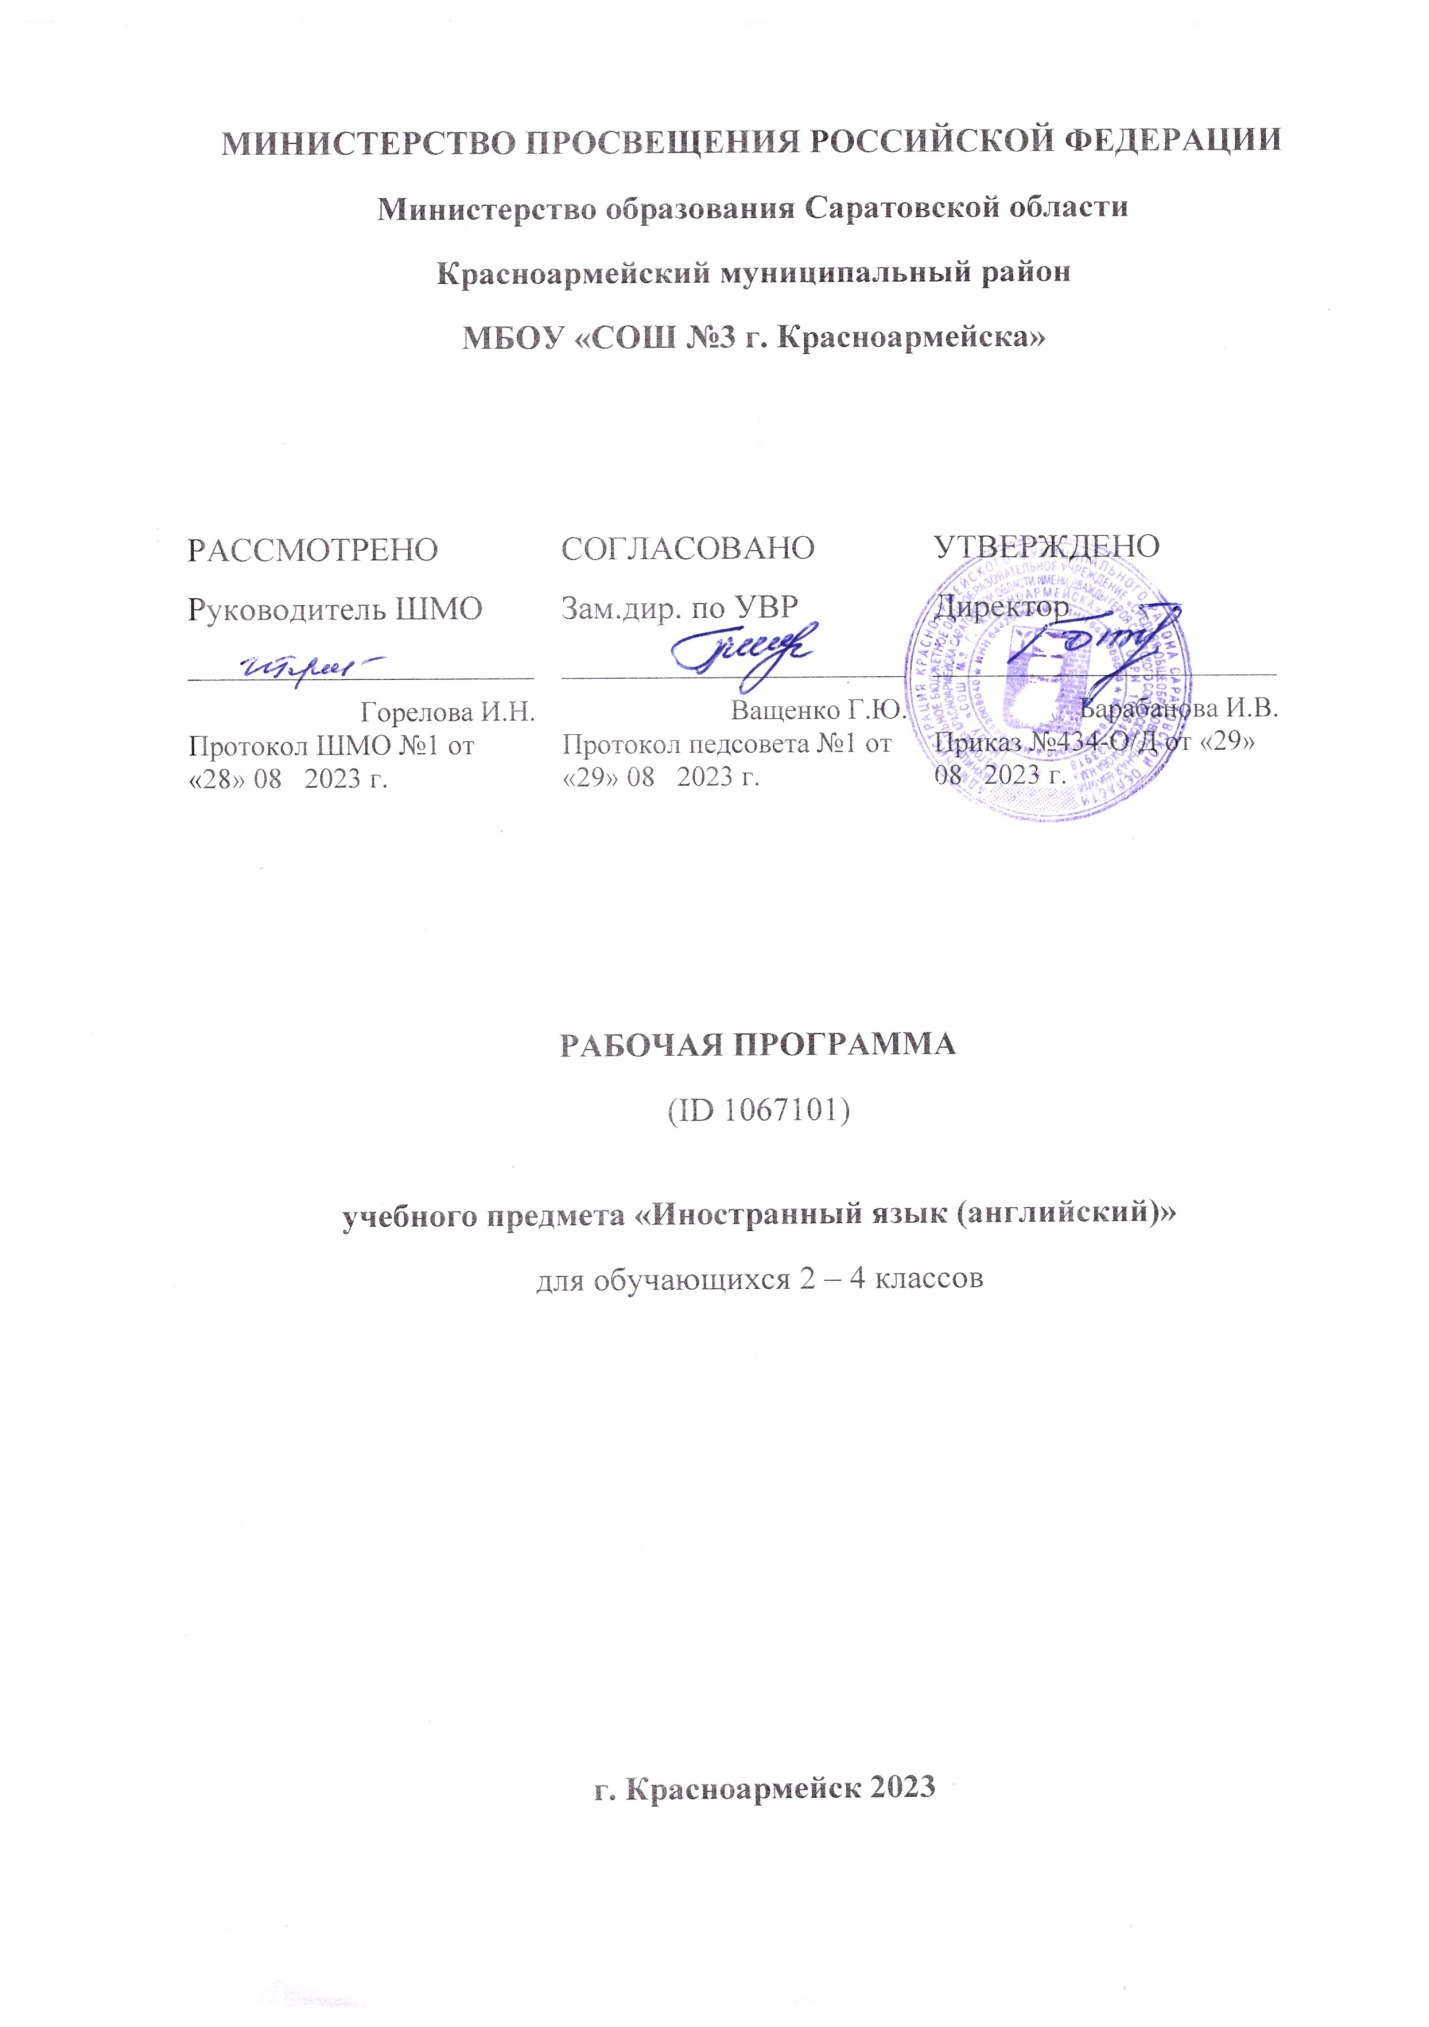 МИНИСТЕРСТВО ПРОСВЕЩЕНИЯ РОССИЙСКОЙ ФЕДЕРАЦИИ
Министерство образования Саратовской области
Красноармейский муниципальный район
МБОУ «СОШ №3 г. Красноармейска»
РАССМОТРЕНО
Руководитель ШМО
Горелова И.Н.
Протокол ШМО №1 от
«28» 08 2023 г.
СОГЛАСОВАНО
Зам.дир. по УВР
Ващенко Г.Ю.
Протокол педсовета №1 от
«29» 08 2023 г.
УТВЕРЖДЕНО
Директор
Барабанова И.В.
Приказ №434-О/Д от «29»
08 2023 г.
РАБОЧАЯ ПРОГРАММА
(ID 1067101)
учебного предмета «Иностранный язык (английский)»
для обучающихся 2 – 4 классов
г. Красноармейск 2023